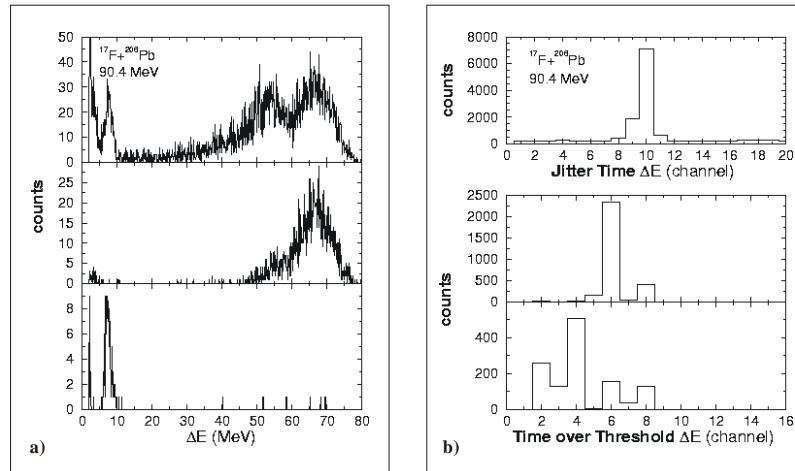 50
40
30
20
10
0
¹⁷F+²⁰⁶Pb
90.4 MeV
25
20
15
10
5
0
counts
8
6
4
2
0
0 10 20 30 40 50 60 70 80
ΔE (MeV)
a)
8000
6000
4000
2000
0
counts
¹⁷F+²⁰⁶Pb
90.4 MeV
0 2 4 6 8 10 12 14 16 18 20
Jitter Time ΔE (channel)
2500
2000
1500
1000
500
0
counts
400
200
0
0 2 4 6 8 10 12 14 16
Time over Threshold ΔE (channel)
b)